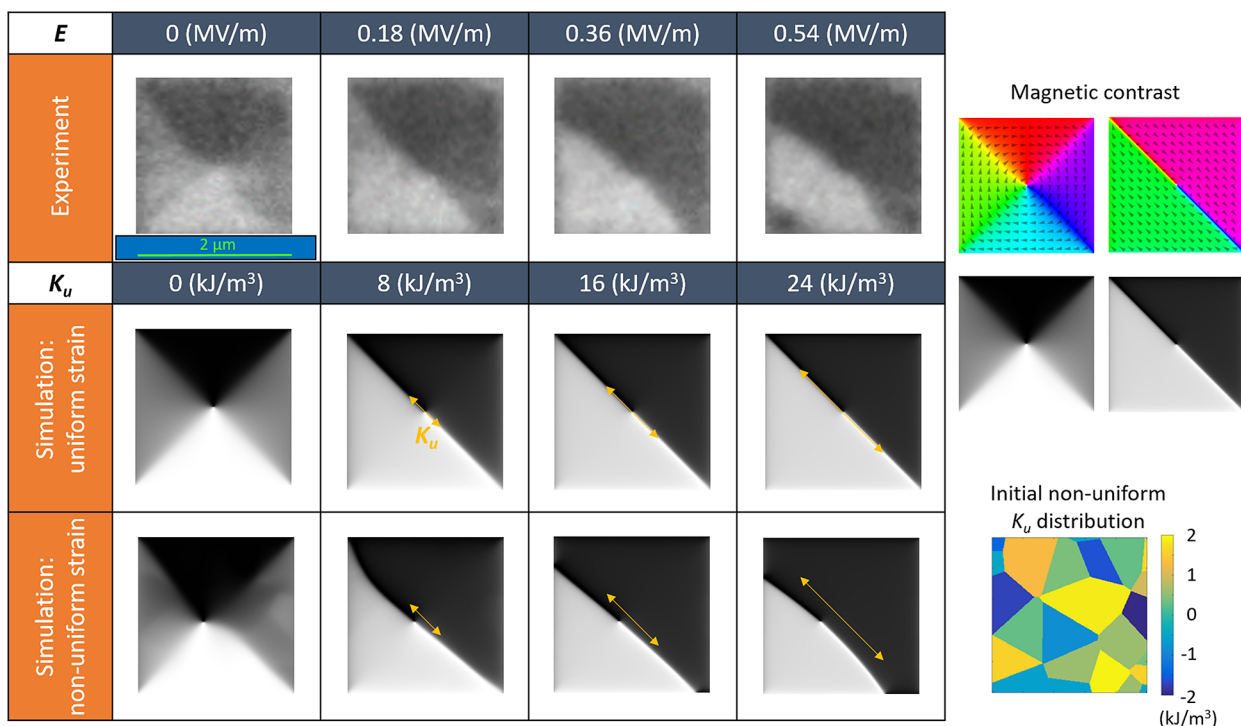 E 0 (MV/m) 0.18 (MV/m) 0.36 (MV/m) 0.54 (MV/m)
Experiment
2 µm
Kᵤ 0 (kJ/m³) 8 (kJ/m³) 16 (kJ/m³) 24 (kJ/m³)
Simulation:
uniform strain
Kᵤ
Simulation:
non-uniform strain
Magnetic contrast
Initial non-uniform
Kᵤ distribution
2
1
0
-1
-2
(kJ/m³)